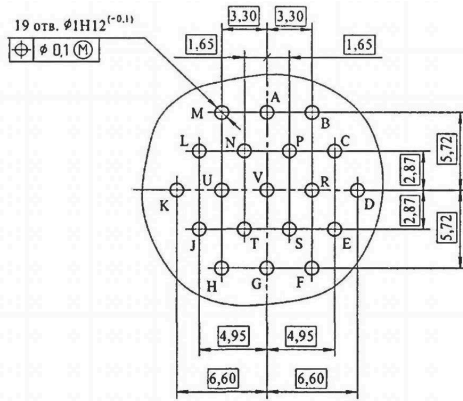 3,30 3,30
19 отв. ϕ1H12(-0,1)
⌖ ϕ 0,1 Ⓜ
1,65 1,65
M A B
L N P C
K U V R D
J T S E
H G F
2,87
5,72
2,87
5,72
4,95 4,95
6,60 6,60